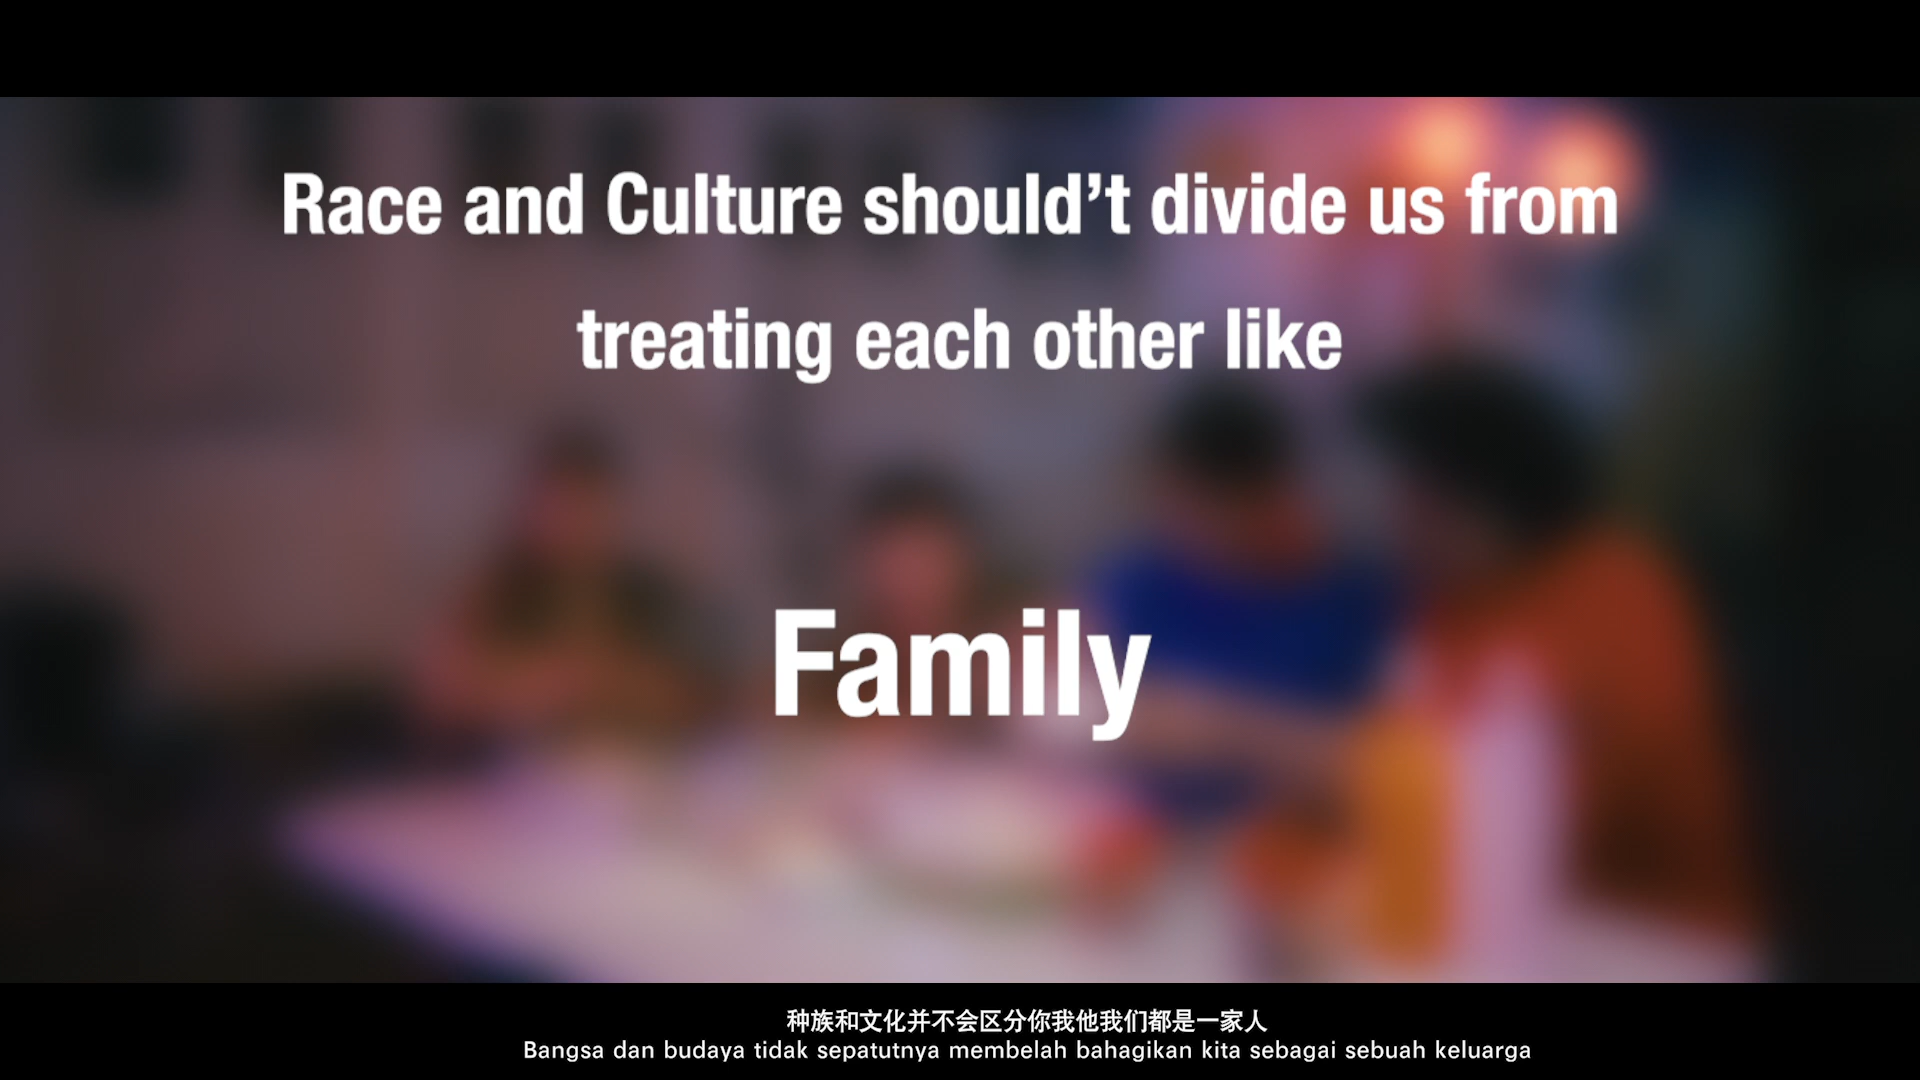 Race and Culture should’t divide us from
treating each other like
Family
种族和文化并不会区分你我他我们都是一家人
Bangsa dan budaya tidak sepatutnya membelah bahagikan kita sebagai sebuah keluarga